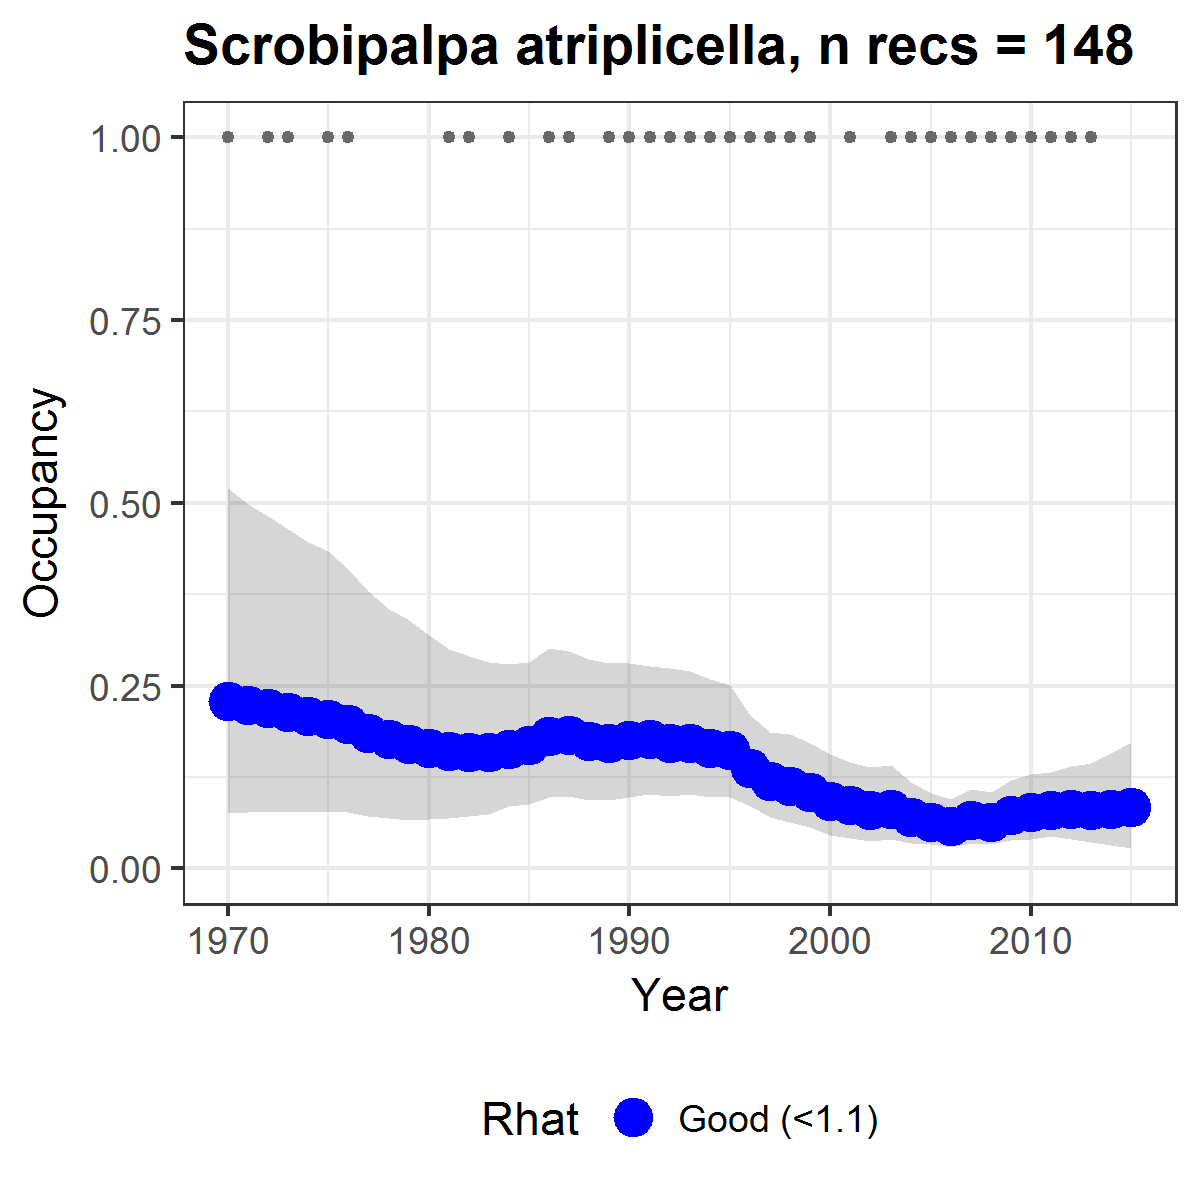 Scrobipalpa atriplicella, n recs = 148
1.00
0.75
0.50
0.25
0.00
Occupancy
1970 1980 1990 2000 2010
Year
Rhat Good (<1.1)